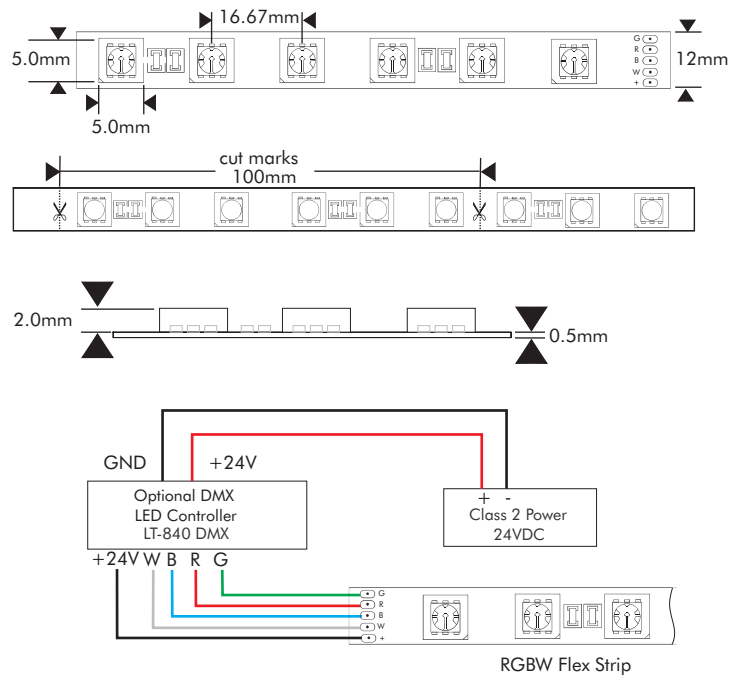 16.67mm
5.0mm
G
R
B
W
+
12mm
5.0mm
cut marks
100mm
2.0mm
0.5mm
GND +24V
Optional DMX
LED Controller
LT-840 DMX
+ -
Class 2 Power
24VDC
+24V W B R G
G
R
B
W
+
RGBW Flex Strip